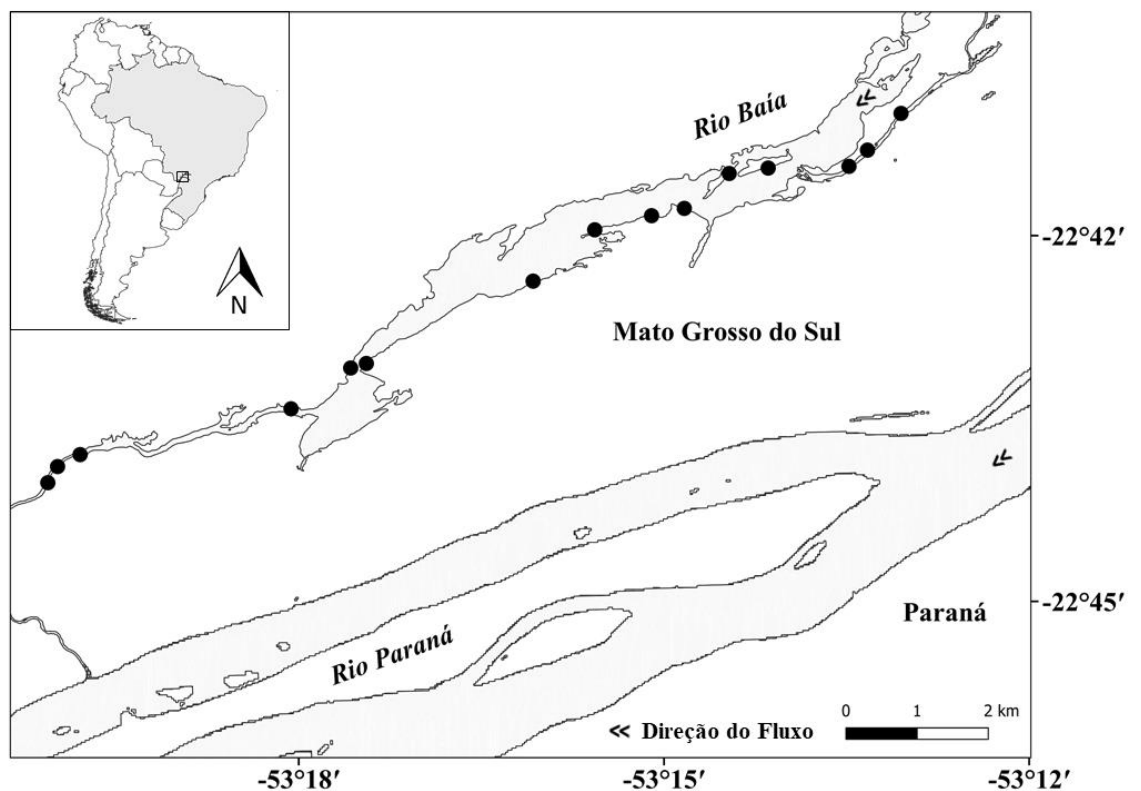 N
Rio Baía
-22°42′
Mato Grosso do Sul
-22°45′
Paraná
Rio Paraná
0 1 2 km
Direção do Fluxo
-53°18′ -53°15′ -53°12′